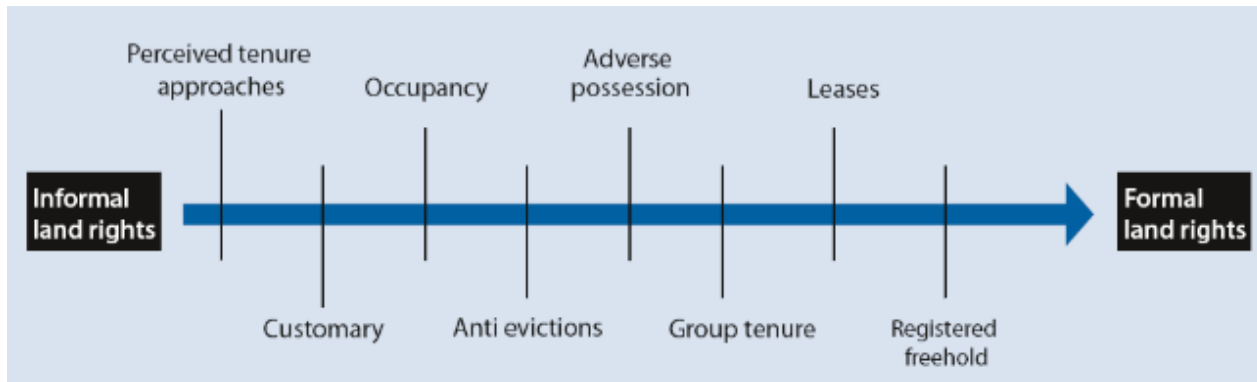 Perceived tenure
approaches
Occupancy
Adverse
possession
Leases
Informal
land rights
Formal
land rights
Customary
Anti evictions
Group tenure
Registered
freehold